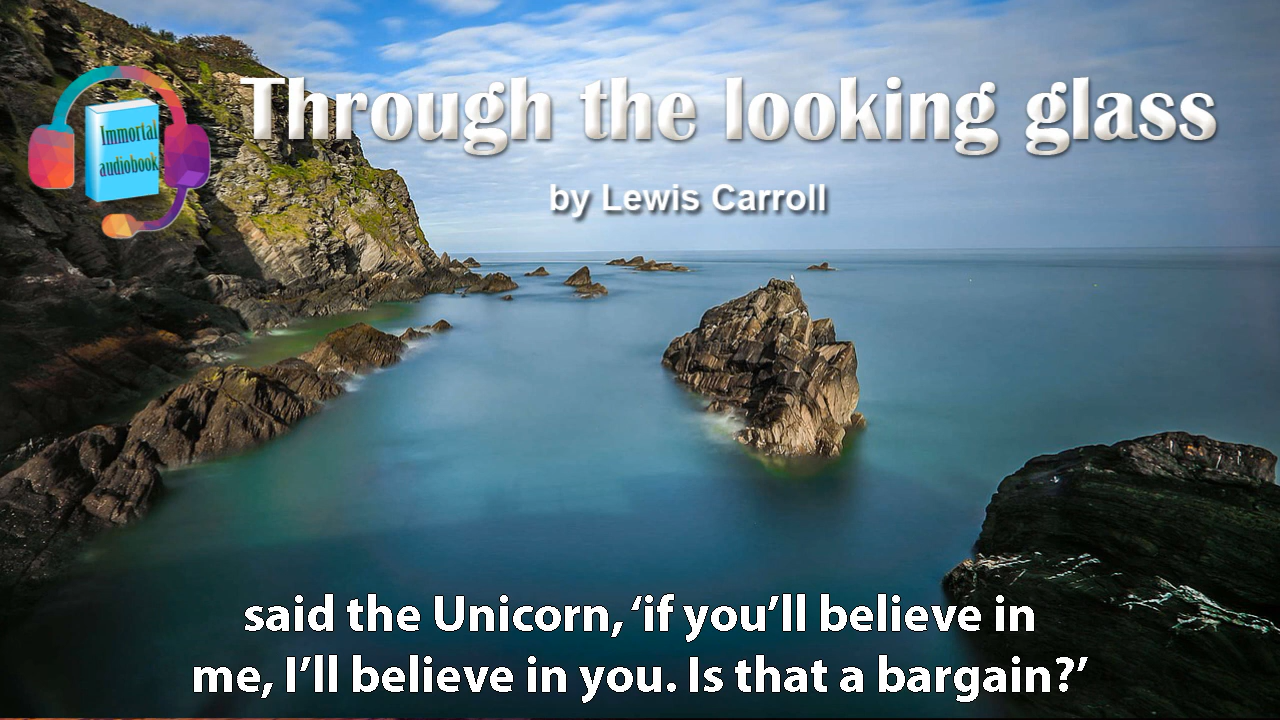 Immortal
audiobook
Through the looking glass
by Lewis Carroll
said the Unicorn, ‘if you’ll believe in
me, I’ll believe in you. Is that a bargain?’